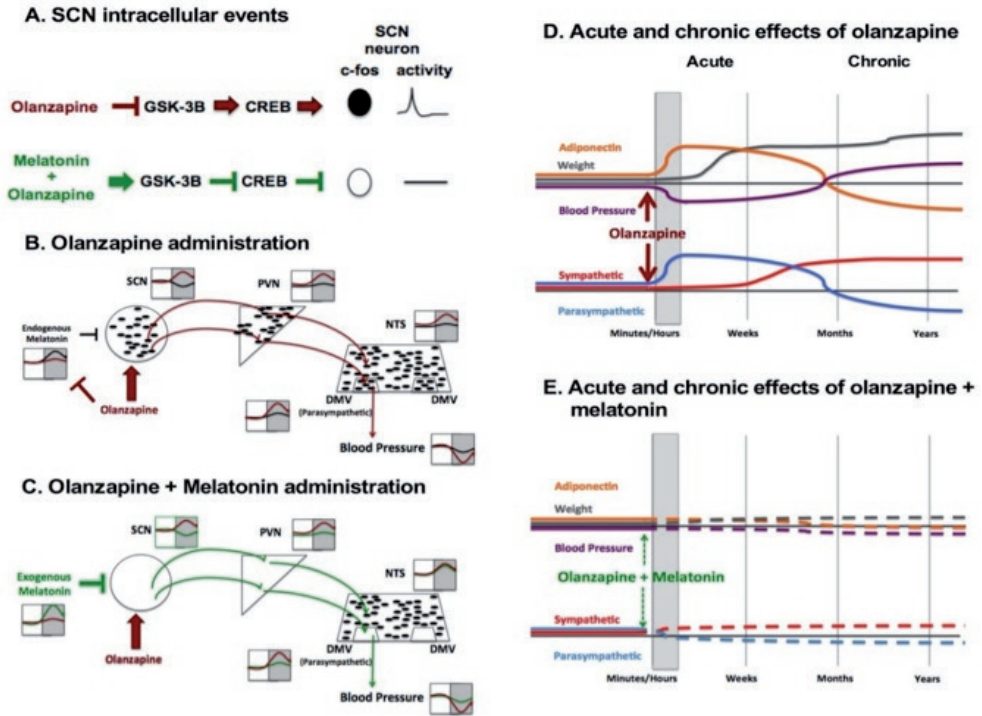 A. SCN intracellular events
SCN
neuron
c-fos activity
Olanzapine GSK-3B CREB
Melatonin
+
Olanzapine
GSK-3B CREB
B. Olanzapine administration
SCN
PVN
NTS
Endogenous
Melatonin
Olanzapine
DMV
(Parasympathetic)
DMV
Blood Pressure
C. Olanzapine + Melatonin administration
SCN
PVN
NTS
Exogenous
Melatonin
Olanzapine
DMV
(Parasympathetic)
DMV
Blood Pressure
D. Acute and chronic effects of olanzapine
Acute Chronic
Adiponectin
Weight
Blood Pressure
Olanzapine
Sympathetic
Parasympathetic
Minutes/Hours Weeks Months Years
E. Acute and chronic effects of olanzapine +
melatonin
Adiponectin
Weight
Blood Pressure
Olanzapine + Melatonin
Sympathetic
Parasympathetic
Minutes/Hours Weeks Months Years